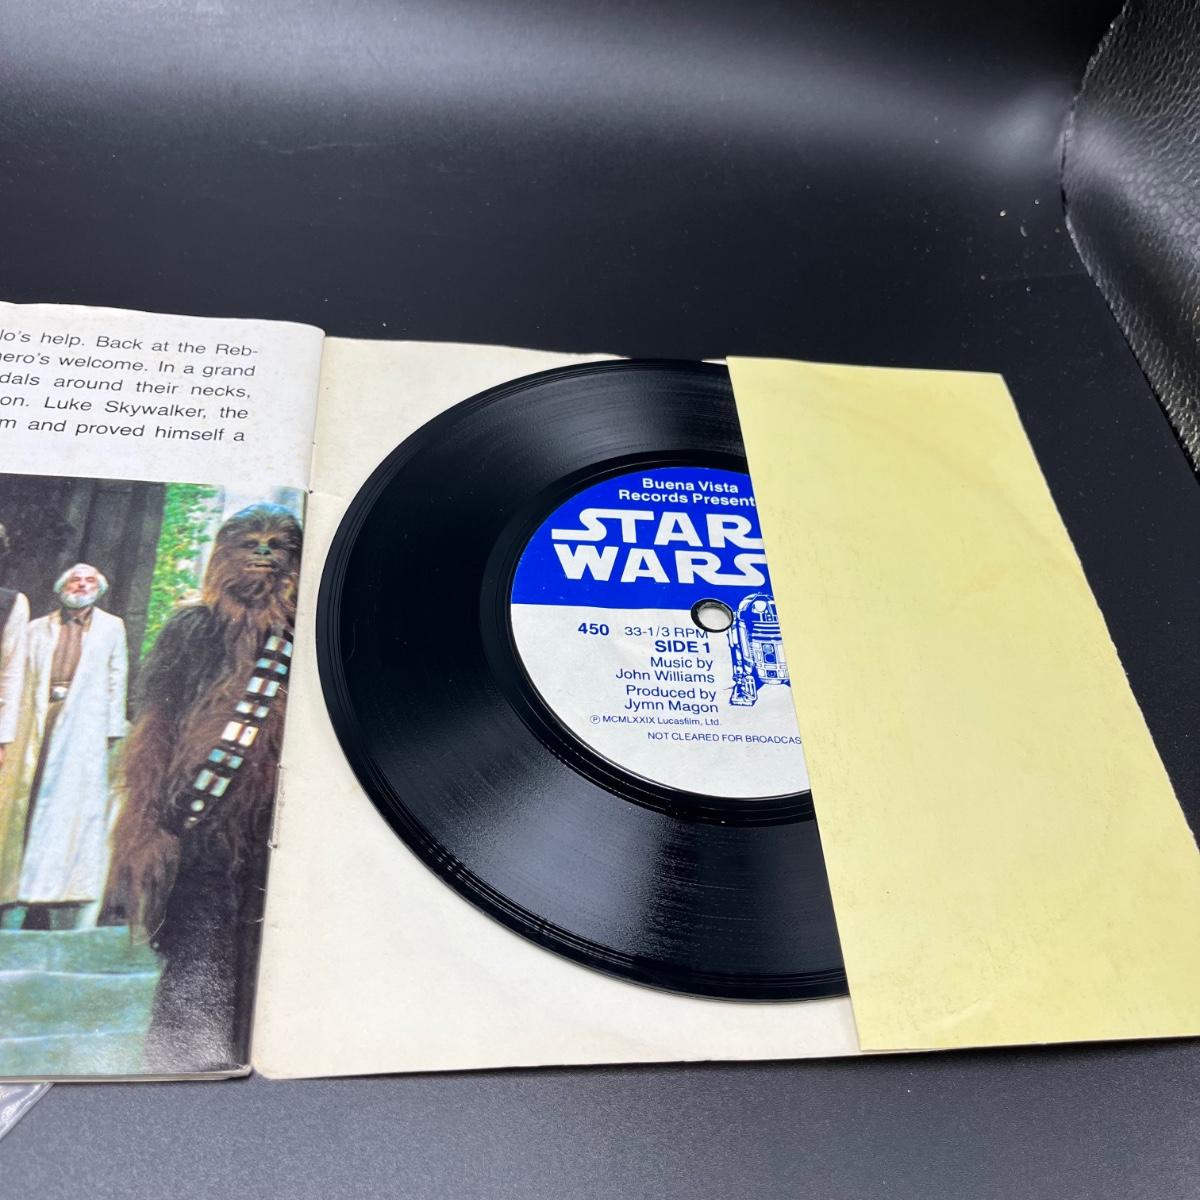 lo's help. Back at the Reb-
hero's welcome. In a grand
dals around their necks,
on. Luke Skywalker, the
m and proved himself a
Buena Vista
Records Present
STAR
WARS
450 33-1/3 RPM
SIDE 1
Music by
John Williams
Produced by
Jymn Magon
℗ MCMLXXIX Lucasfilm, Ltd.
NOT CLEARED FOR BROADCAS